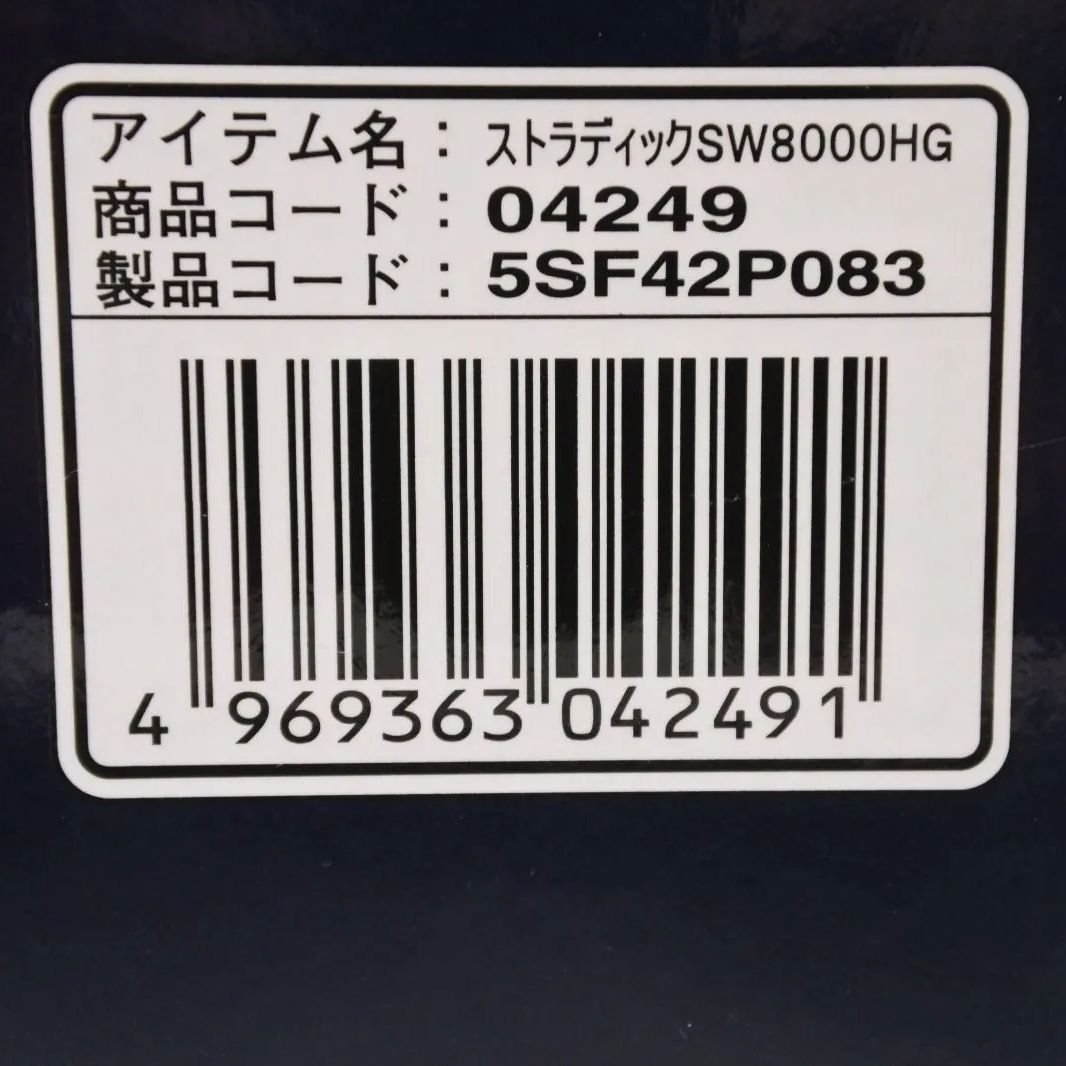 アイテム名：ストラディックSW8000HG
商品コード：04249
製品コード：5SF42P083
4 969363 042491